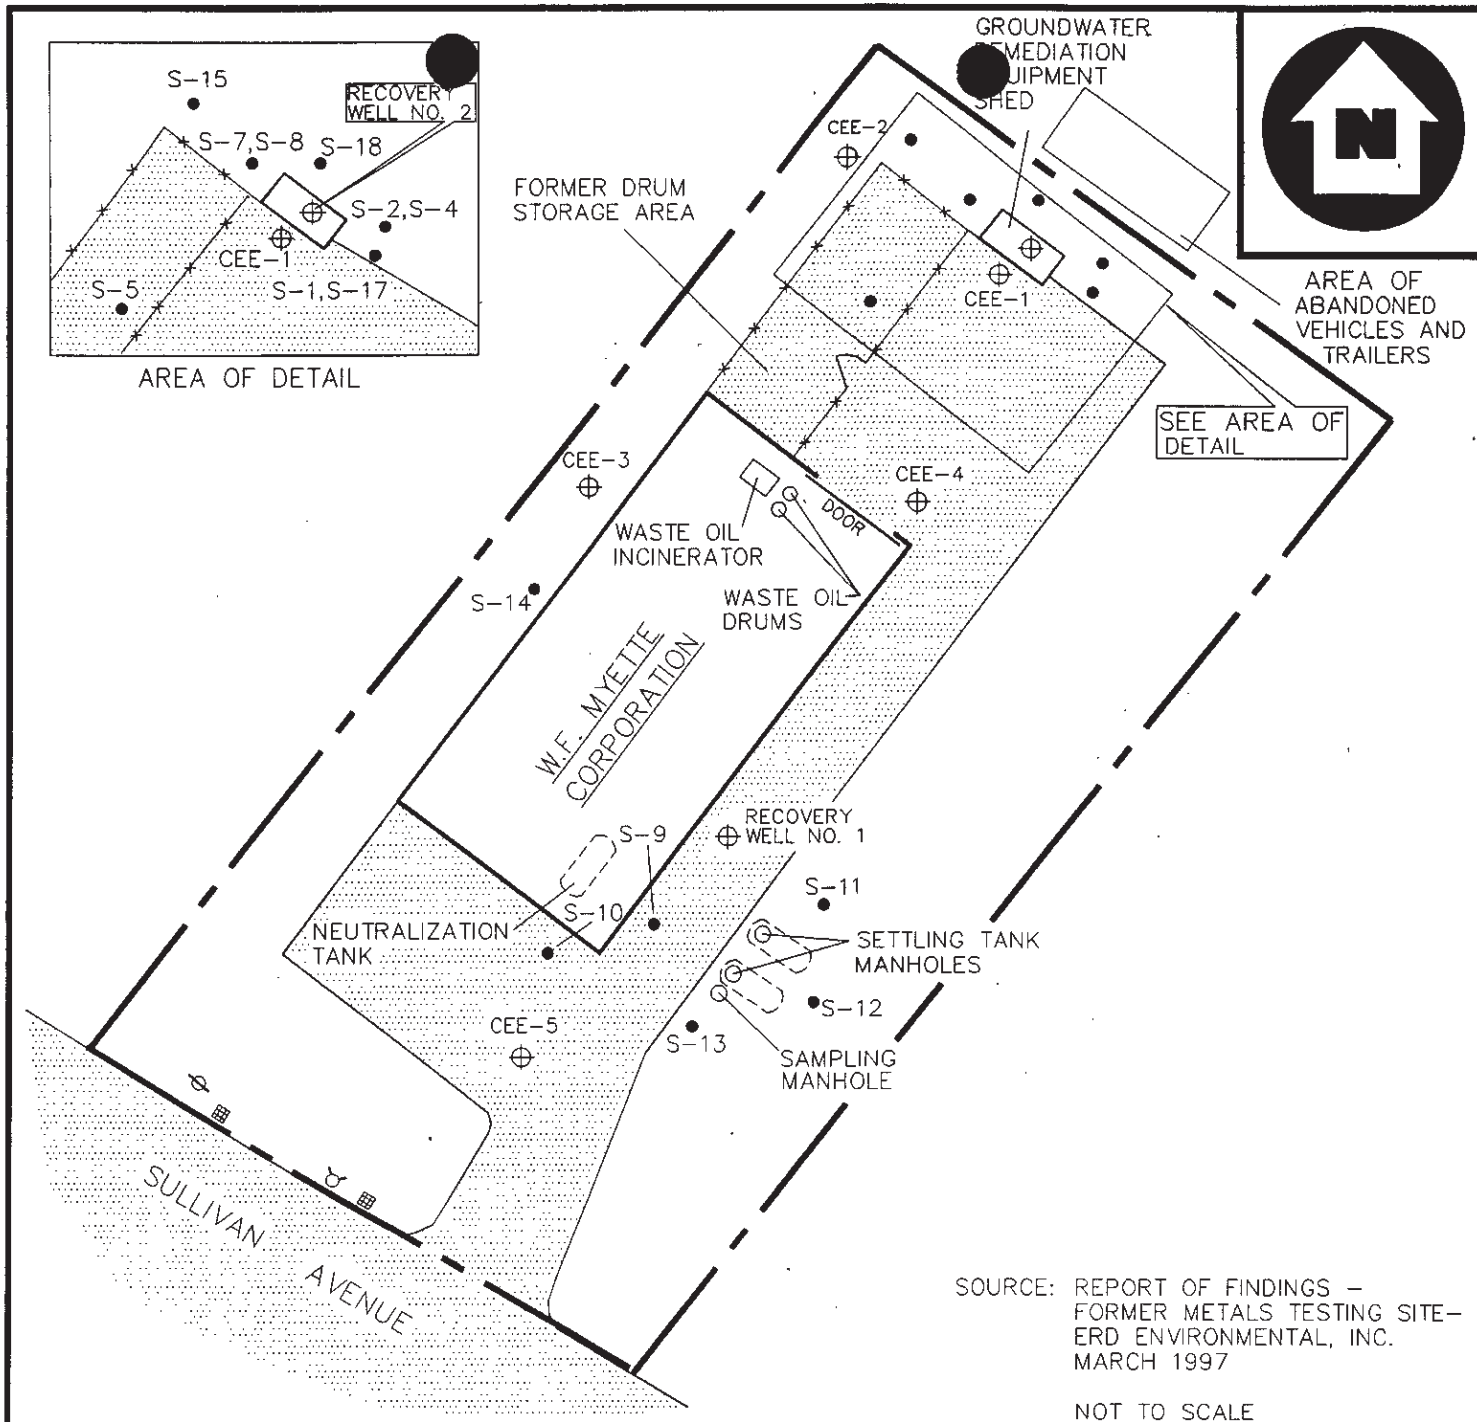 S-15
RECOVERY
WELL NO. 2
S-7,S-8
S-18
S-2,S-4
CEE-1
S-5
S-1,S-17
AREA OF DETAIL
GROUNDWATER
SHED
CEE-2
FORMER DRUM
STORAGE AREA
CEE-1
N
AREA OF
ABANDONED
VEHICLES AND
TRAILERS
SEE AREA OF
DETAIL
CEE-3
CEE-4
DOOR
WASTE OIL
INCINERATOR
WASTE OIL
DRUMS
S-14
W.F. MYETTE
CORPORATION
RECOVERY
WELL NO. 1
S-9
S-11
S-10
NEUTRALIZATION
TANK
SETTLING TANK
MANHOLES
S-12
CEE-5
S-13
SAMPLING
MANHOLE
SULLIVAN
AVENUE
SOURCE: REPORT OF FINDINGS –
FORMER METALS TESTING SITE–
ERD ENVIRONMENTAL, INC.
MARCH 1997
NOT TO SCALE